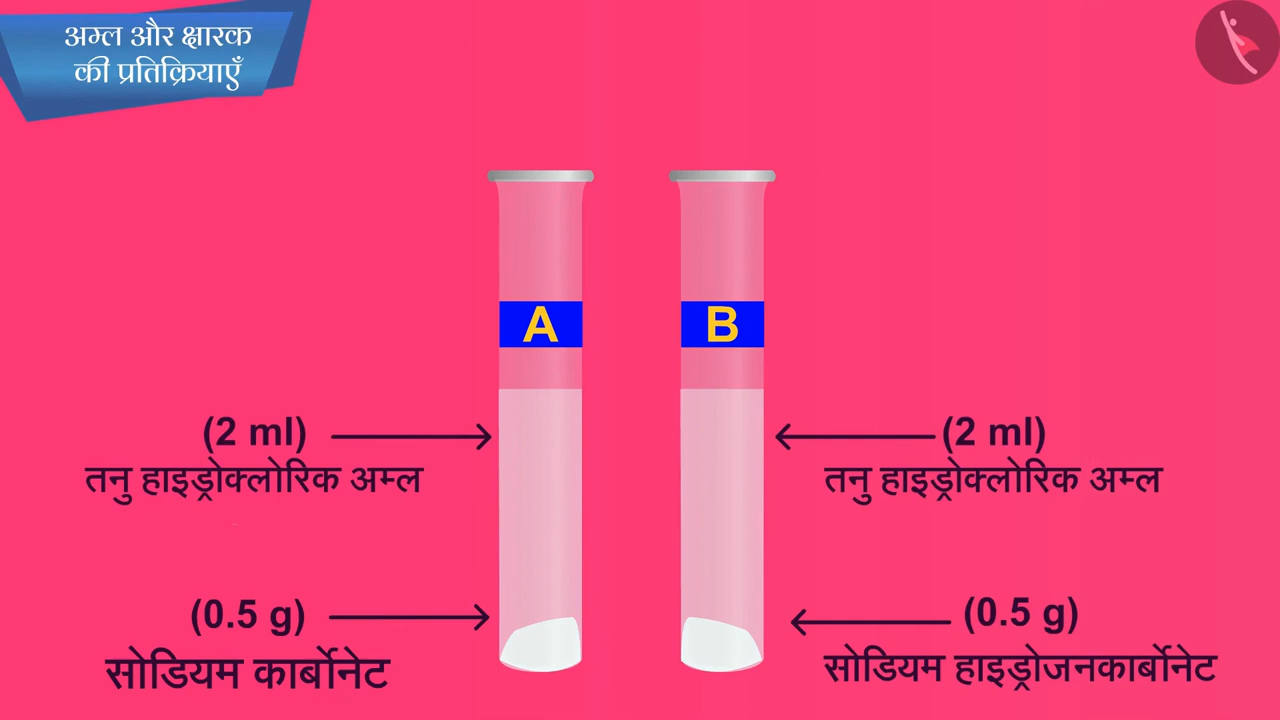 अम्ल और क्षारक
की प्रतिक्रियाएँ
A
B
(2 ml)
तनु हाइड्रोक्लोरिक अम्ल
(2 ml)
तनु हाइड्रोक्लोरिक अम्ल
(0.5 g)
सोडियम कार्बोनेट
(0.5 g)
सोडियम हाइड्रोजनकार्बोनेट